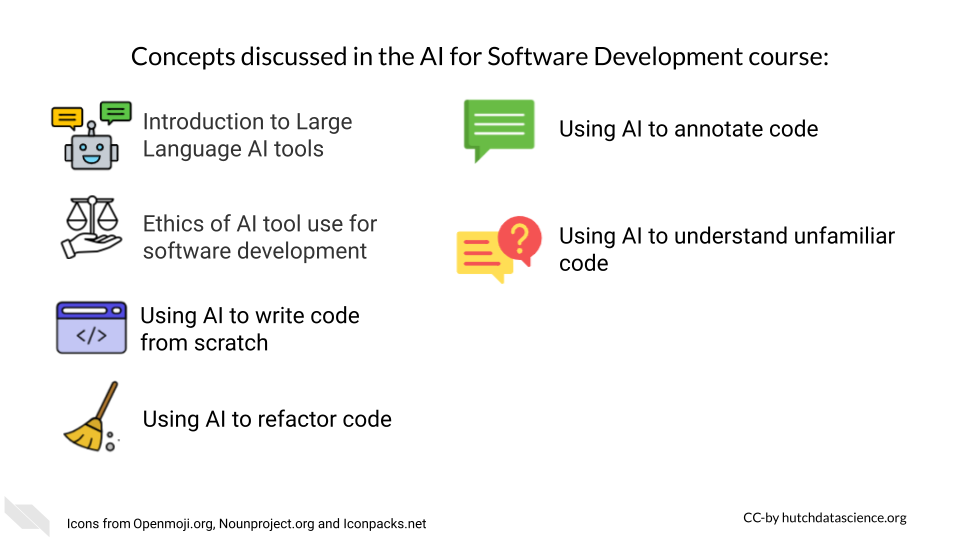 Concepts discussed in the AI for Software Development course:
Introduction to Large
Language AI tools
Ethics of AI tool use for
software development
</>
Using AI to write code
from scratch
Using AI to refactor code
Using AI to annotate code
?
Using AI to understand unfamiliar
code
Icons from Openmoji.org, Nounproject.org and Iconpacks.net
CC-by hutchdatascience.org